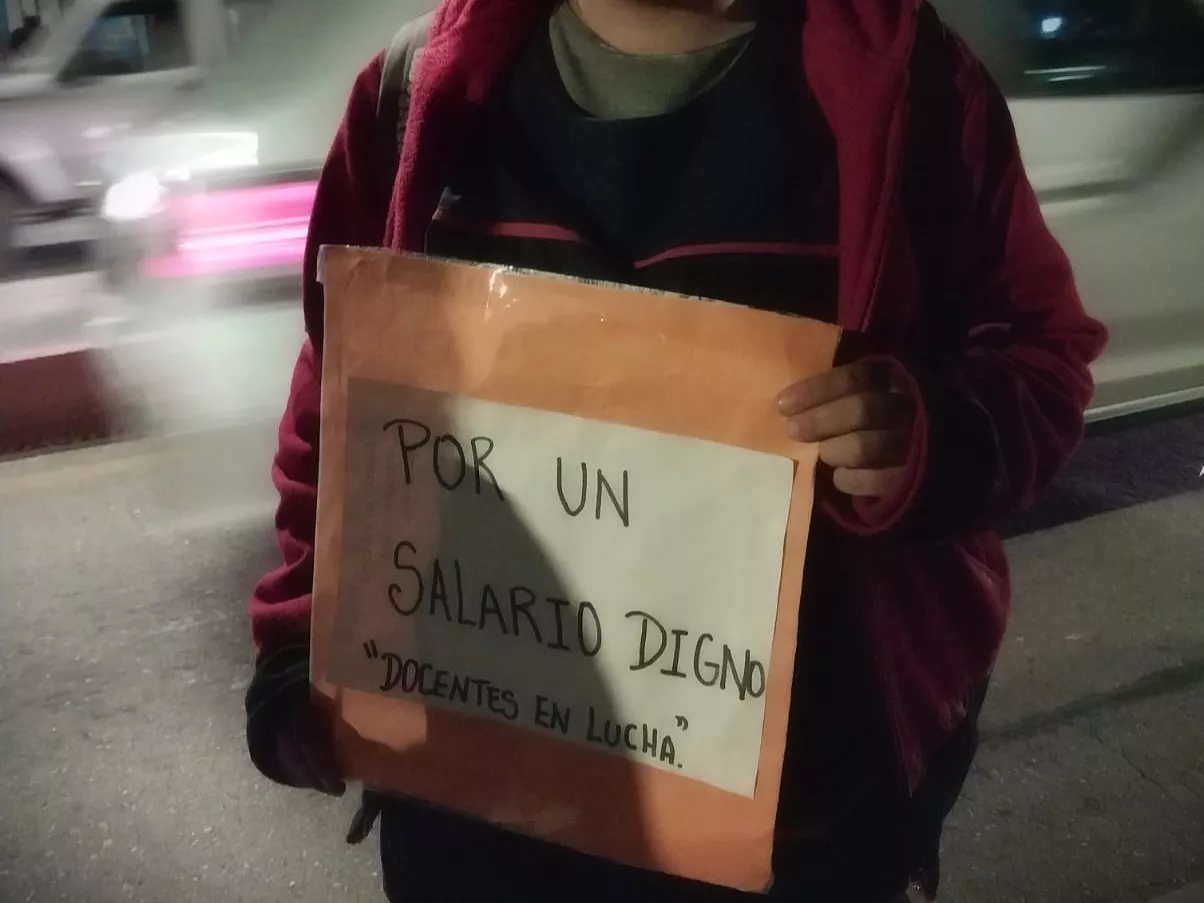 POR UN
SALARIO DIGNO
"DOCENTES EN LUCHA."